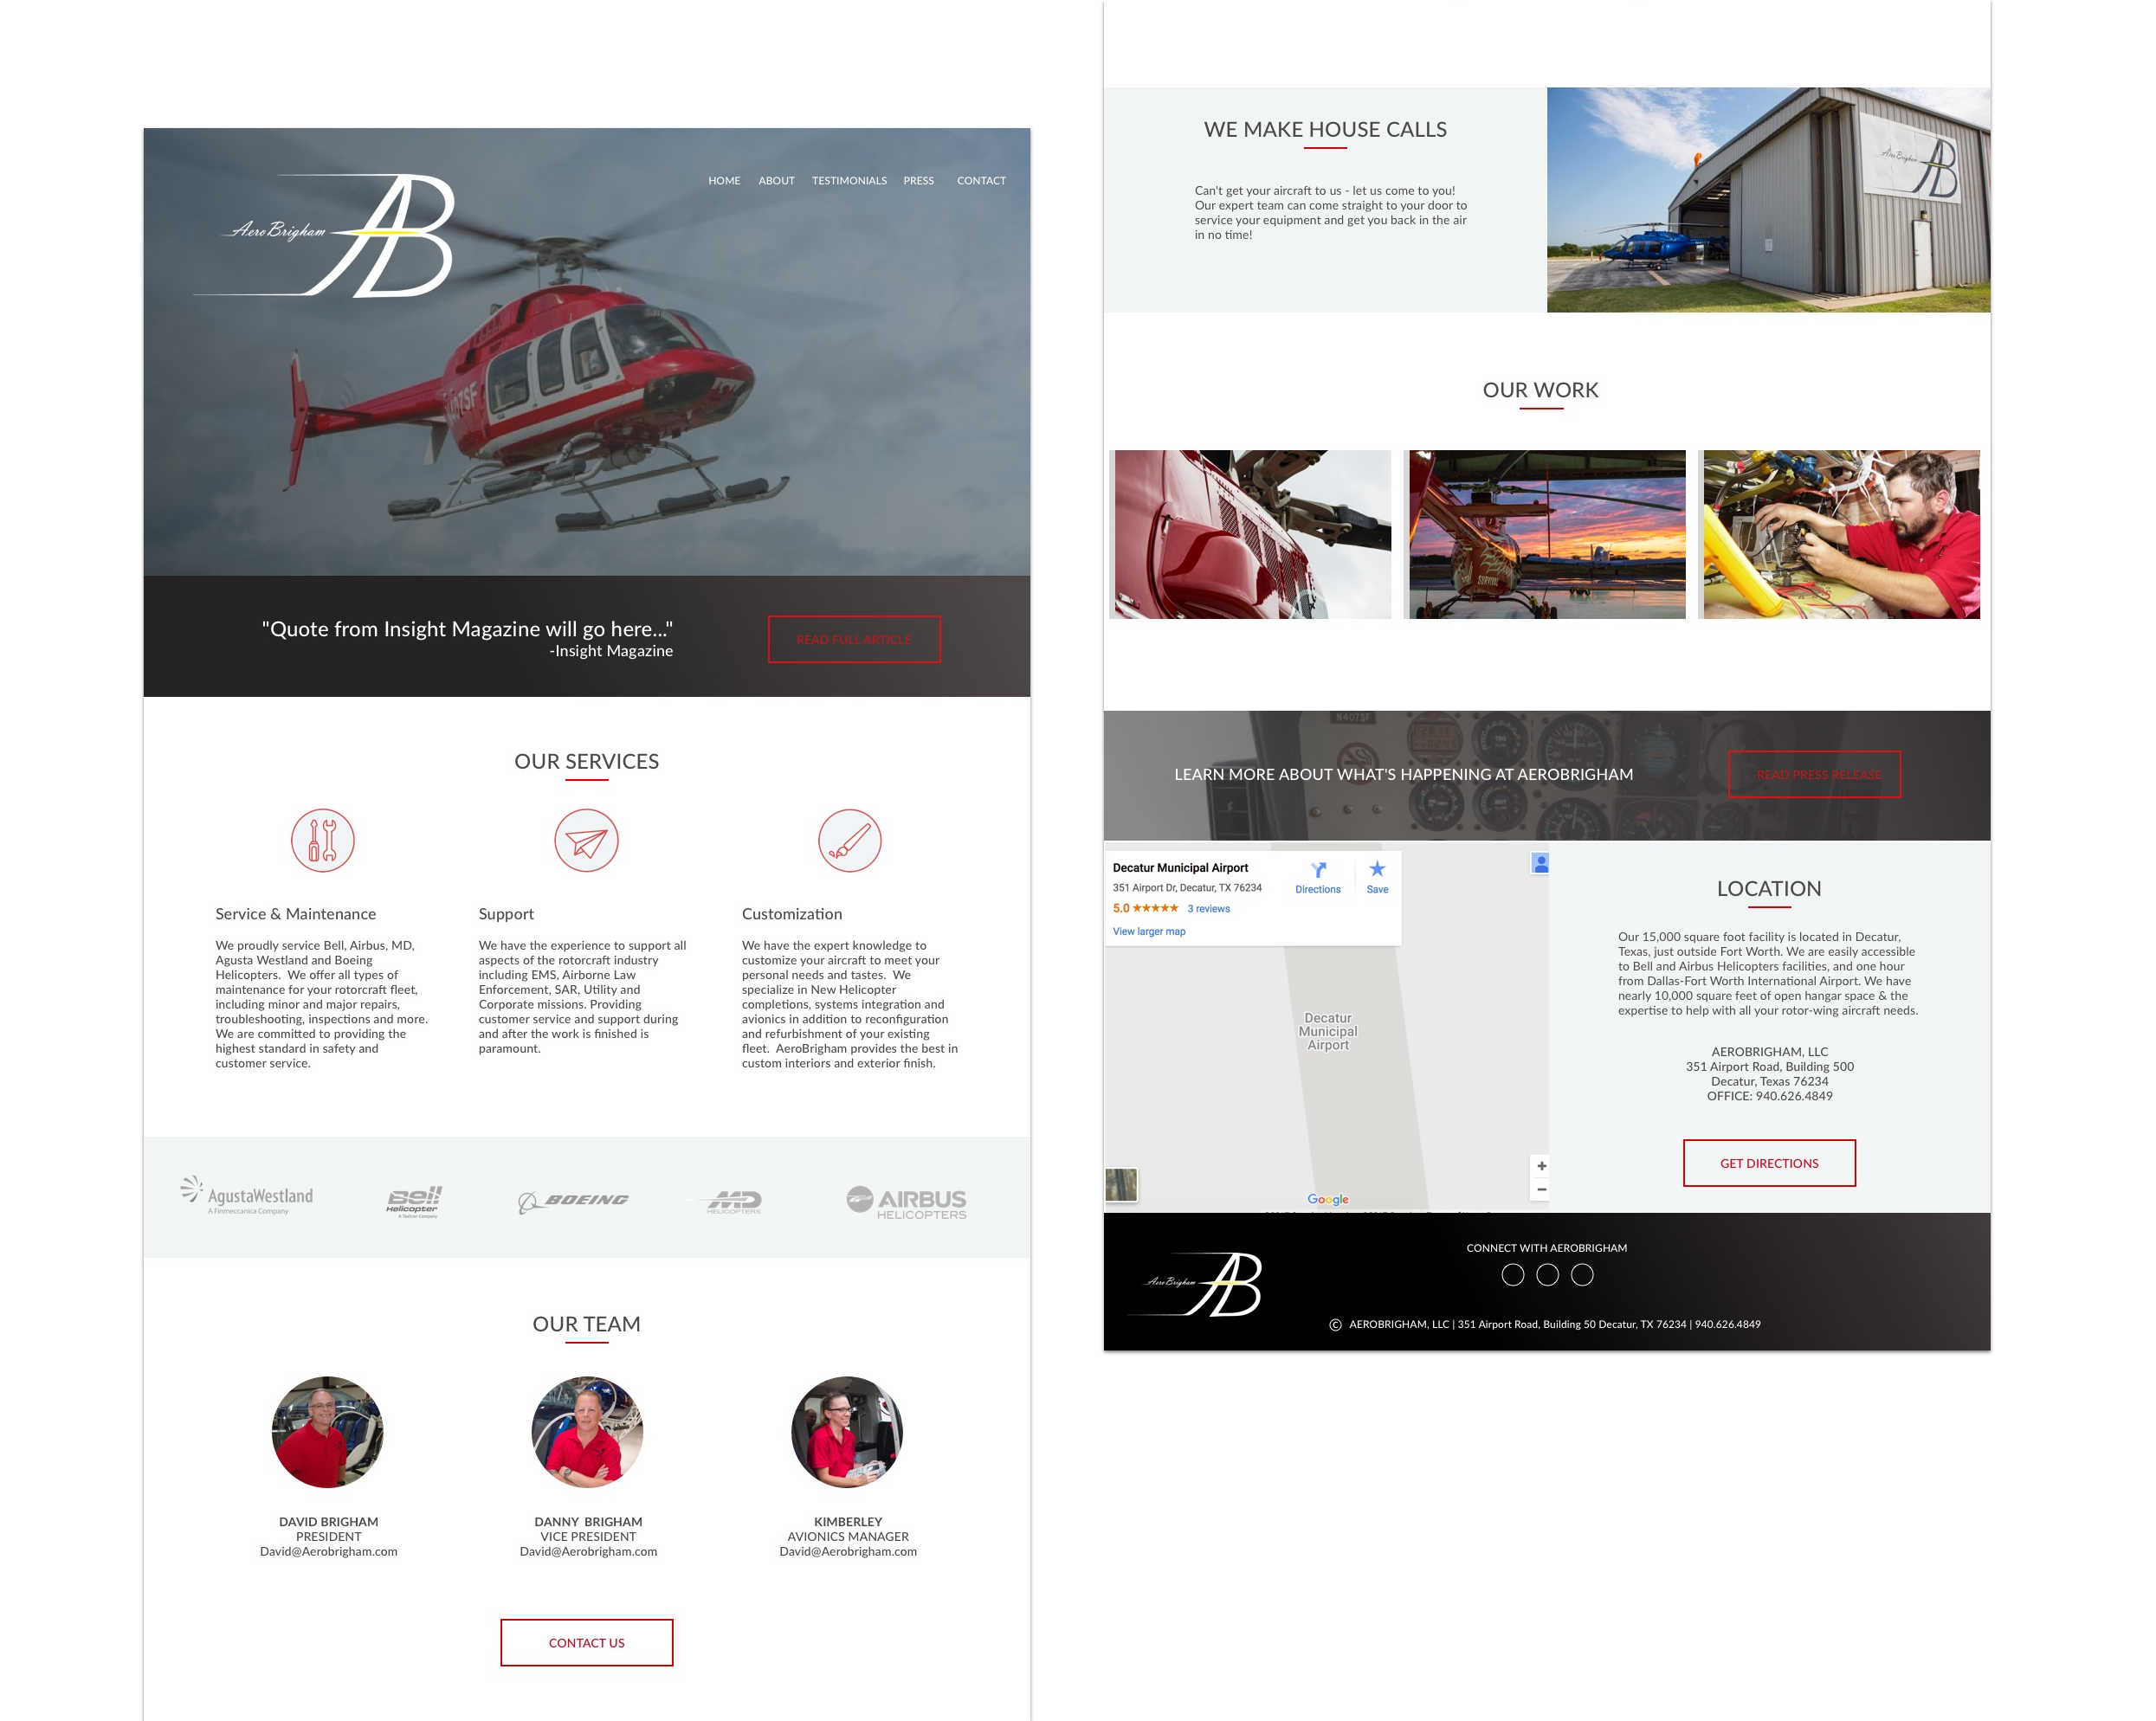 Aero Brigham
AB
HOME ABOUT TESTIMONIALS PRESS CONTACT
407SF
"Quote from Insight Magazine will go here..."
-Insight Magazine
READ FULL ARTICLE
OUR SERVICES
Service & Maintenance
We proudly service Bell, Airbus, MD,
Agusta Westland and Boeing
Helicopters. We offer all types of
maintenance for your rotorcraft fleet,
including minor and major repairs,
troubleshooting, inspections and more.
We are committed to providing the
highest standard in safety and
customer service.
Support
We have the experience to support all
aspects of the rotorcraft industry
including EMS, Airborne Law
Enforcement, SAR, Utility and
Corporate missions. Providing
customer service and support during
and after the work is finished is
paramount.
Customization
We have the expert knowledge to
customize your aircraft to meet your
personal needs and tastes. We
specialize in New Helicopter
completions, systems integration and
avionics in addition to reconfiguration
and refurbishment of your existing
fleet. AeroBrigham provides the best in
custom interiors and exterior finish.
AgustaWestland
A Finmeccanica Company
Bell
Helicopter
A Textron Company
BOEING
MD
HELICOPTERS
AIRBUS
HELICOPTERS
OUR TEAM
DAVID BRIGHAM
PRESIDENT
David@Aerobrigham.com
DANNY BRIGHAM
VICE PRESIDENT
David@Aerobrigham.com
KIMBERLEY
AVIONICS MANAGER
David@Aerobrigham.com
CONTACT US
WE MAKE HOUSE CALLS
Can't get your aircraft to us - let us come to you!
Our expert team can come straight to your door to
service your equipment and get you back in the air
in no time!
Aero Brigham
AB
OUR WORK
SURVIVAL
N407SF
LEARN MORE ABOUT WHAT'S HAPPENING AT AEROBRIGHAM
READ PRESS RELEASE
Decatur Municipal Airport
351 Airport Dr, Decatur, TX 76234
5.0 ★★★★★ 3 reviews
View larger map
Directions
Save
Decatur
Municipal
Airport
Google
LOCATION
Our 15,000 square foot facility is located in Decatur,
Texas, just outside Fort Worth. We are easily accessible
to Bell and Airbus Helicopters facilities, and one hour
from Dallas-Fort Worth International Airport. We have
nearly 10,000 square feet of open hangar space & the
expertise to help with all your rotor-wing aircraft needs.
AEROBRIGHAM, LLC
351 Airport Road, Building 500
Decatur, Texas 76234
OFFICE: 940.626.4849
GET DIRECTIONS
Aero Brigham
AB
CONNECT WITH AEROBRIGHAM
© AEROBRIGHAM, LLC | 351 Airport Road, Building 50 Decatur, TX 76234 | 940.626.4849